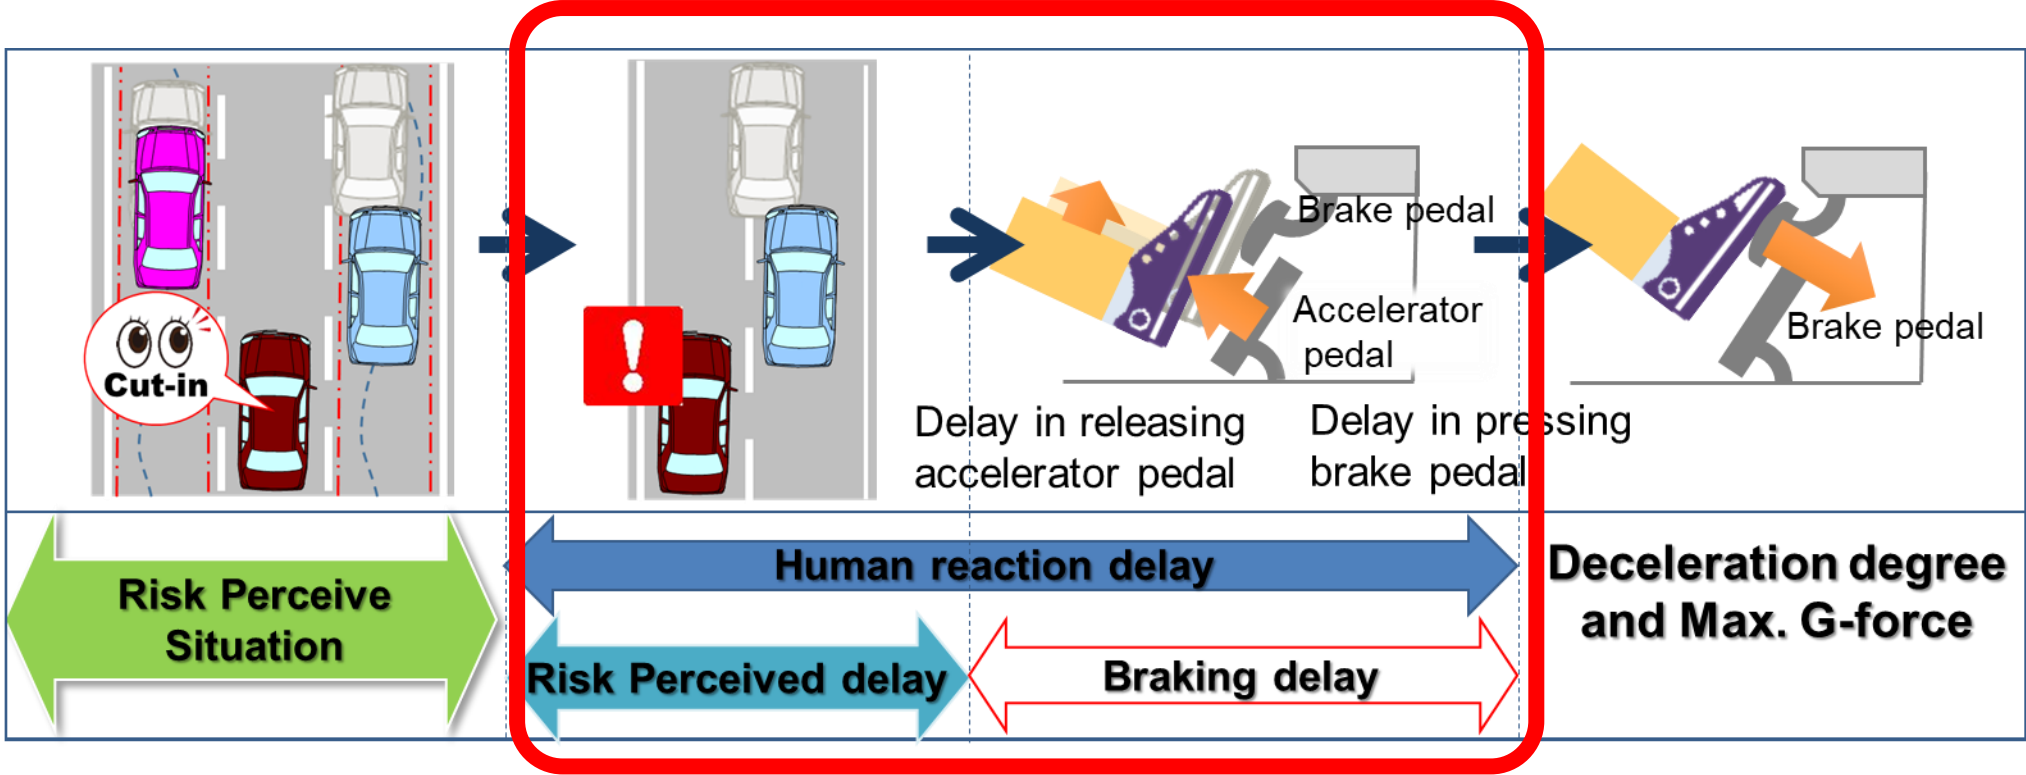 Cut-in
Brake pedal
Accelerator
pedal
Delay in releasing
accelerator pedal
Delay in pressing
brake pedal
Brake pedal
Risk Perceive
Situation
Human reaction delay
Risk Perceived delay
Braking delay
Deceleration degree
and Max. G-force